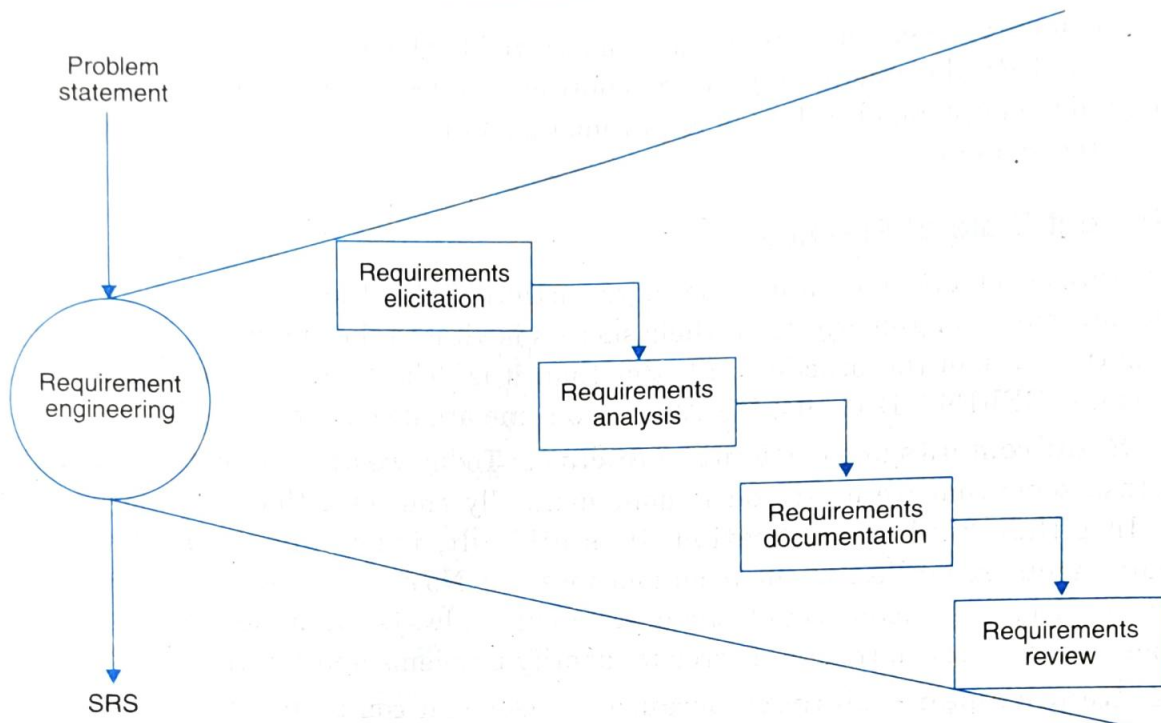 Problem
statement
Requirement
engineering
SRS
Requirements
elicitation
Requirements
analysis
Requirements
documentation
Requirements
review